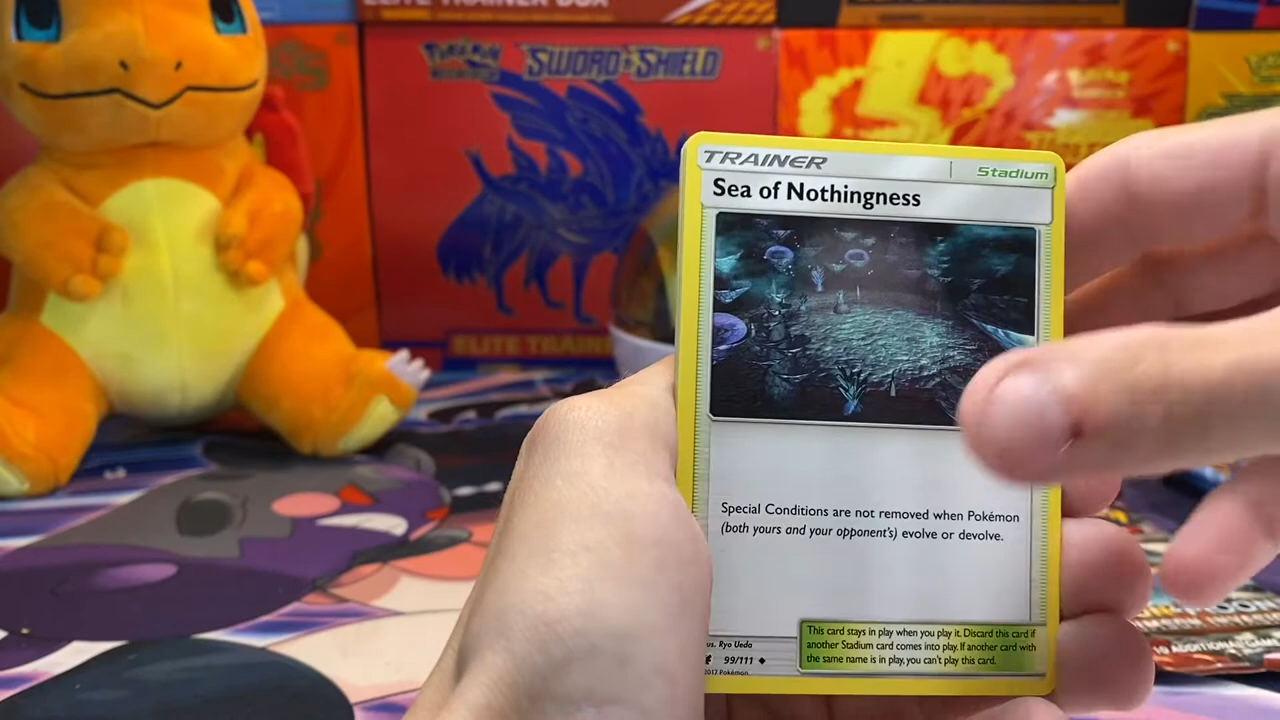 ELITE TRAINER BOX
Pokémon
SWORD & SHIELD
ELITE TRAINE
TRAINER
Stadium
Sea of Nothingness
Special Conditions are not removed when Pokémon
(both yours and your opponent's) evolve or devolve.
This card stays in play when you play it. Discard this card if
another Stadium card comes into play. If another card with
the same name is in play, you can't play this card.
us. Ryo Ueda
99/111
2017 Pokémon